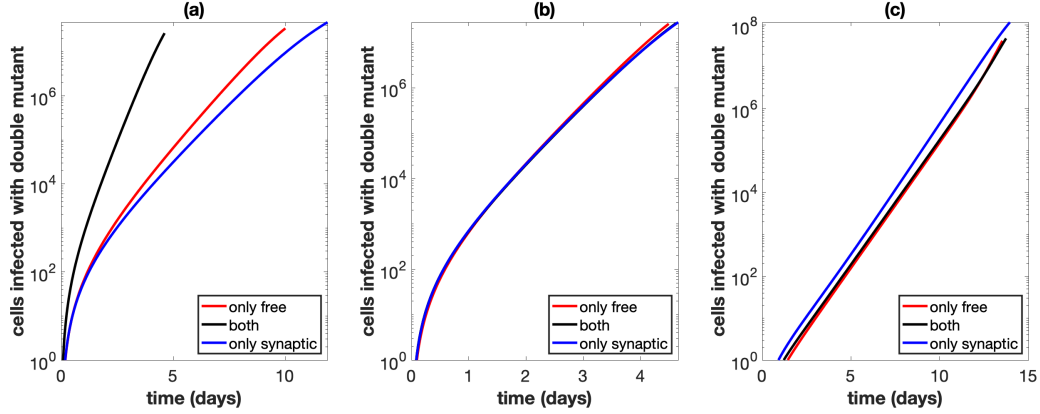 (a)
cells infected with double mutant
10^6
10^4
10^2
10^0
0
5
10
time (days)
only free
both
only synaptic
(b)
cells infected with double mutant
10^6
10^4
10^2
10^0
0
1
2
3
4
time (days)
only free
both
only synaptic
(c)
cells infected with double mutant
10^8
10^6
10^4
10^2
10^0
0
5
10
15
time (days)
only free
both
only synaptic